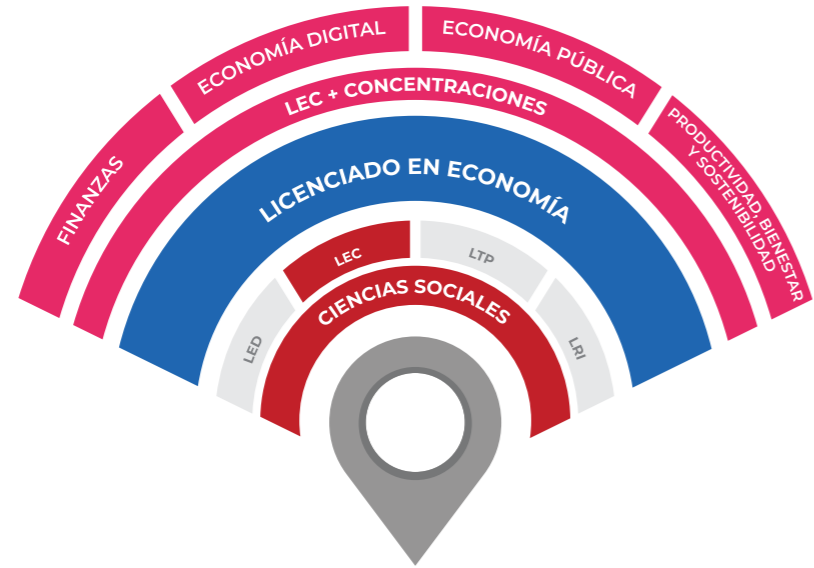 FINANZAS
ECONOMÍA DIGITAL
ECONOMÍA PÚBLICA
PRODUCTIVIDAD, BIENESTAR
Y SOSTENIBILIDAD
LEC + CONCENTRACIONES
LICENCIADO EN ECONOMÍA
LED
LEC
LTP
LRI
CIENCIAS SOCIALES